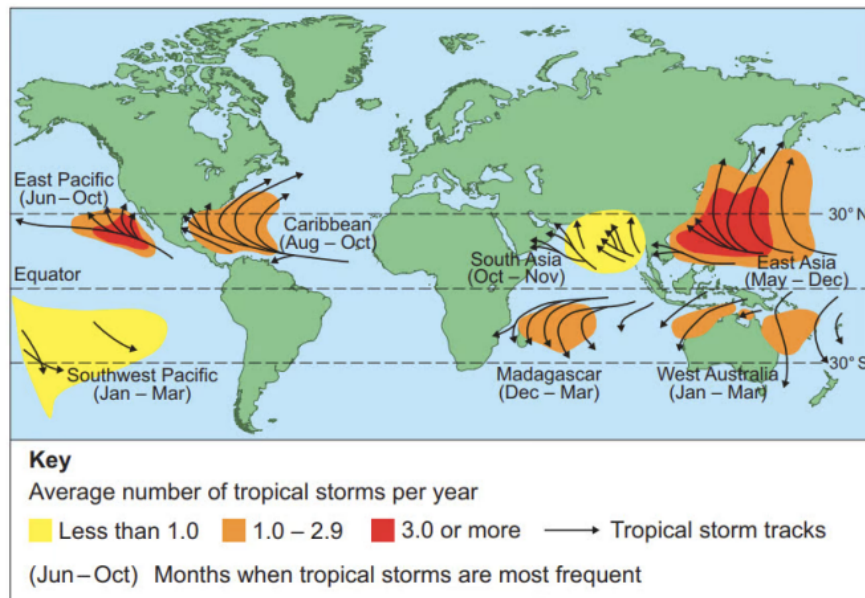 East Pacific
(Jun – Oct)
Caribbean
(Aug – Oct)
30° N
South Asia
(Oct – Nov)
East Asia
(May – Dec)
Equator
Southwest Pacific
(Jan – Mar)
Madagascar
(Dec – Mar)
West Australia
(Jan – Mar)
30° S
Key
Average number of tropical storms per year
Less than 1.0
1.0 – 2.9
3.0 or more
Tropical storm tracks
(Jun – Oct) Months when tropical storms are most frequent